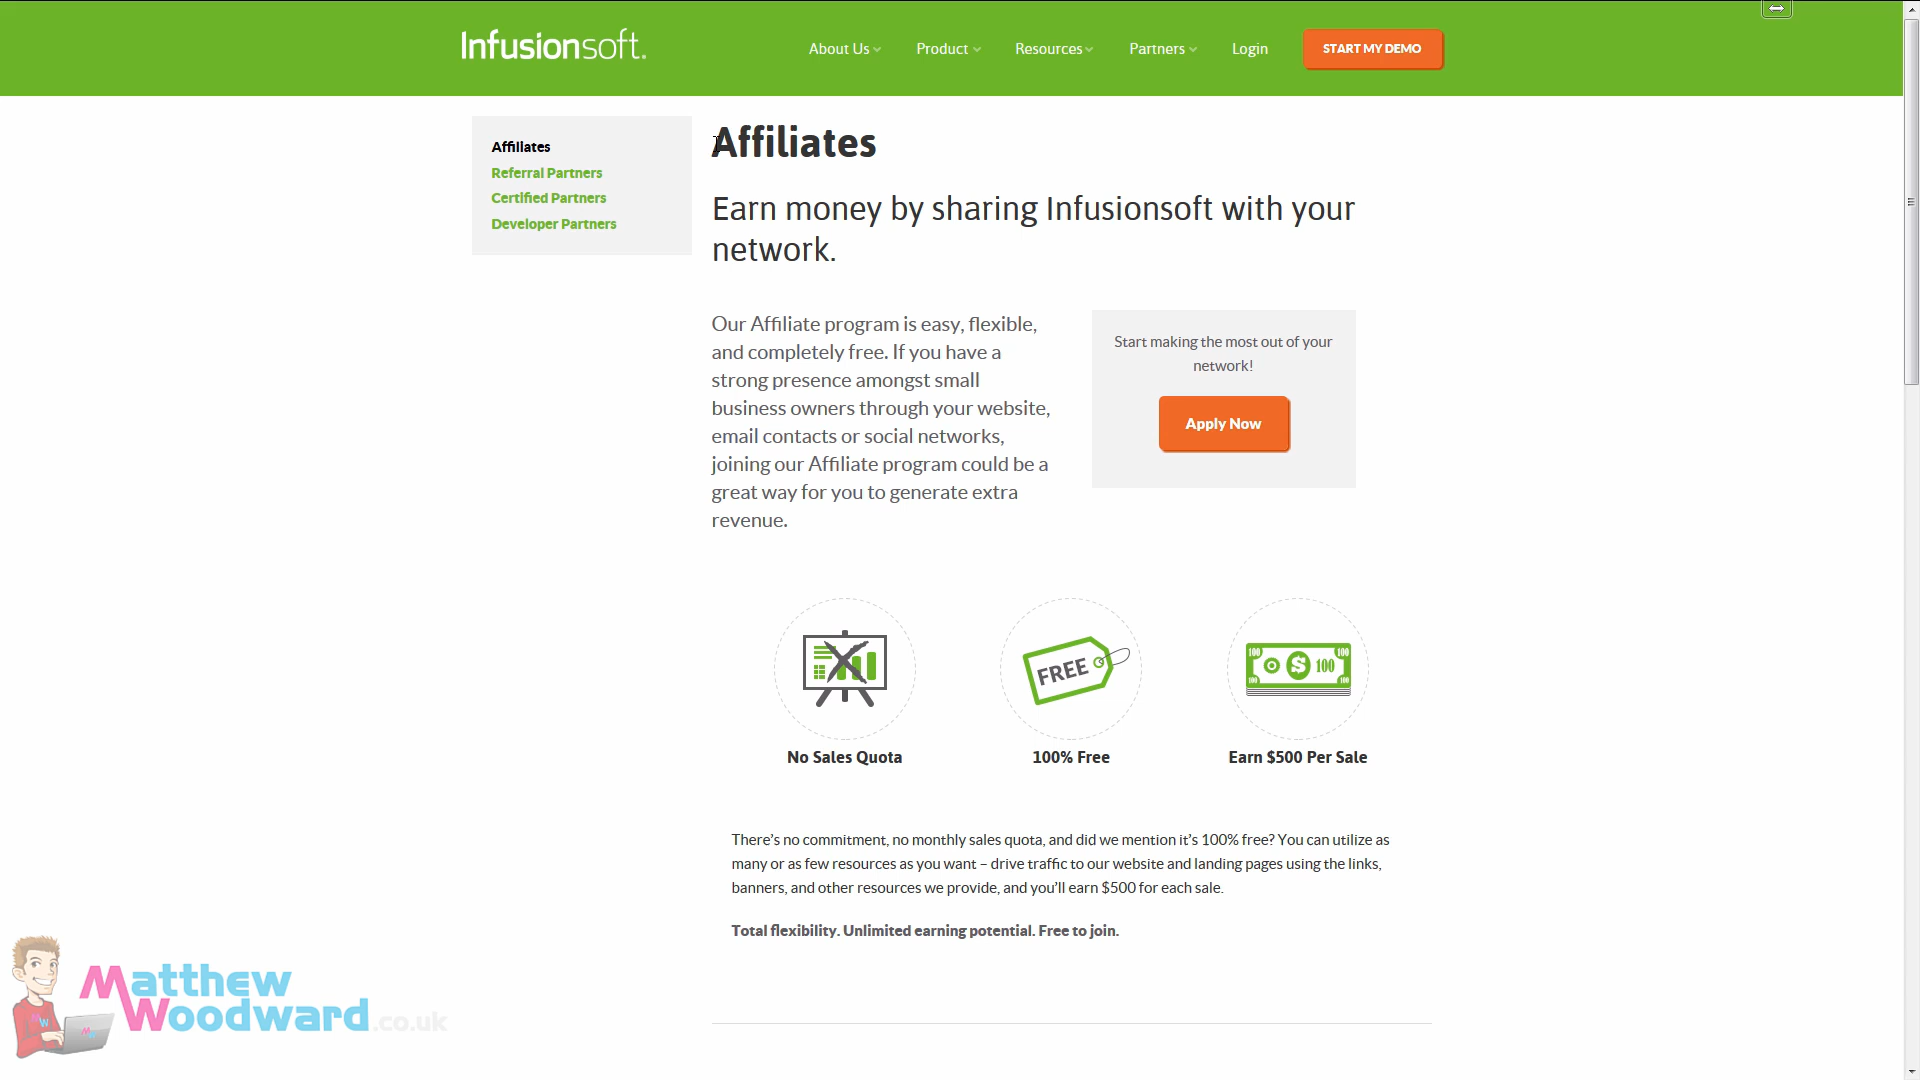 Infusionsoft.
About Us
Product
Resources
Partners
Login
START MY DEMO
Affiliates
Referral Partners
Certified Partners
Developer Partners
Affiliates
Earn money by sharing Infusionsoft with your
network.
Our Affiliate program is easy, flexible,
and completely free. If you have a
strong presence amongst small
business owners through your website,
email contacts or social networks,
joining our Affiliate program could be a
great way for you to generate extra
revenue.
Start making the most out of your
network!
Apply Now
FREE
100 100
$ 100
100 100
No Sales Quota
100% Free
Earn $500 Per Sale
There's no commitment, no monthly sales quota, and did we mention it's 100% free? You can utilize as
many or as few resources as you want – drive traffic to our website and landing pages using the links,
banners, and other resources we provide, and you'll earn $500 for each sale.
Total flexibility. Unlimited earning potential. Free to join.
Matthew
Woodward.co.uk
MW
MW